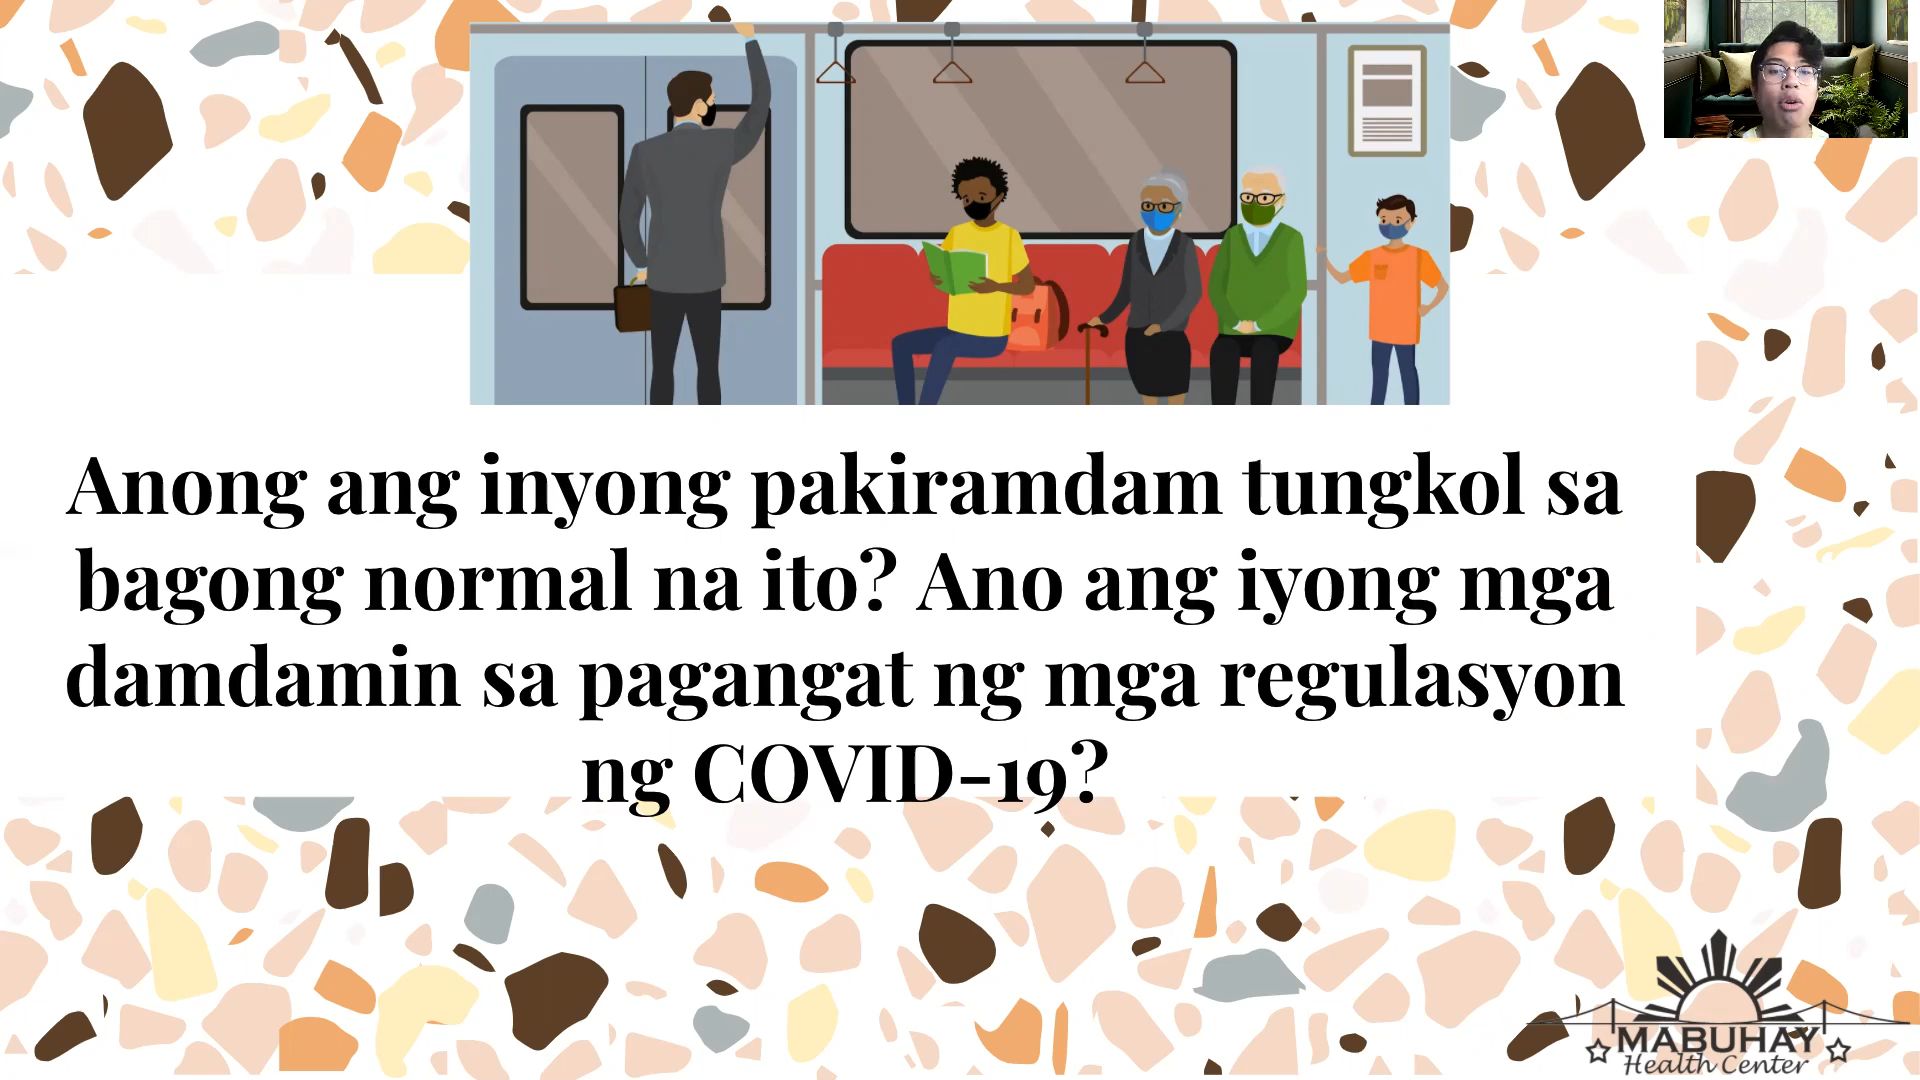 Anong ang inyong pakiramdam tungkol sa
bagong normal na ito? Ano ang iyong mga
damdamin sa pagangat ng mga regulasyon
ng COVID-19?
MABUHAY
Health Center